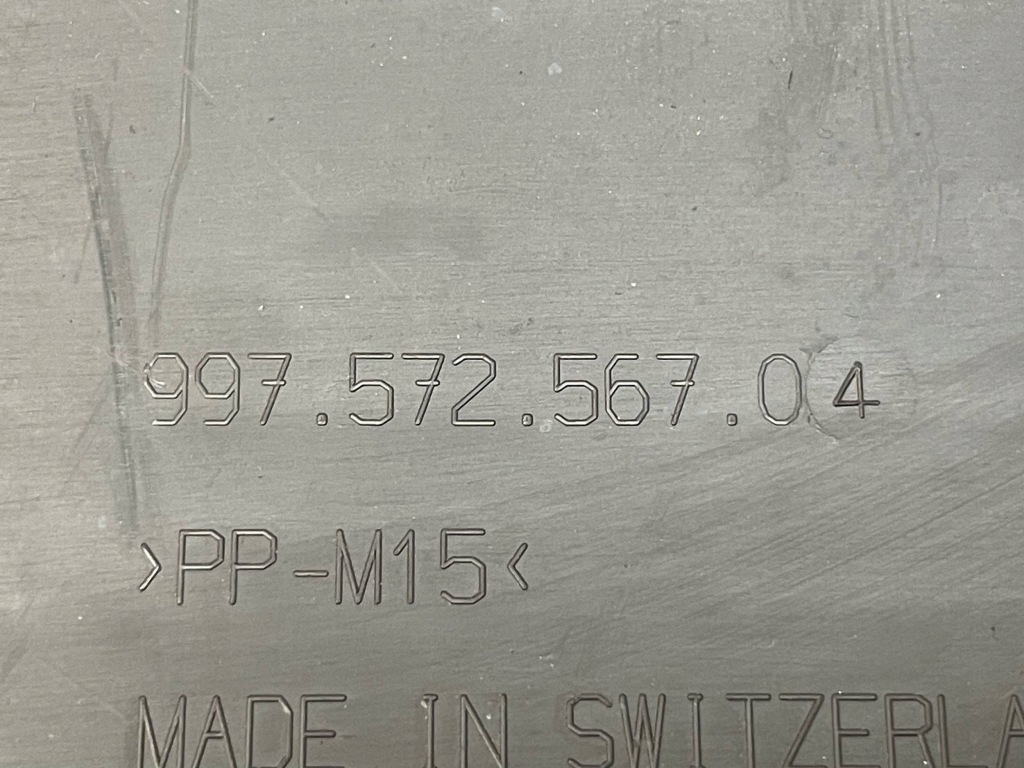 997.572.567.04
>PP-M15<
MADE IN SWITZERLA